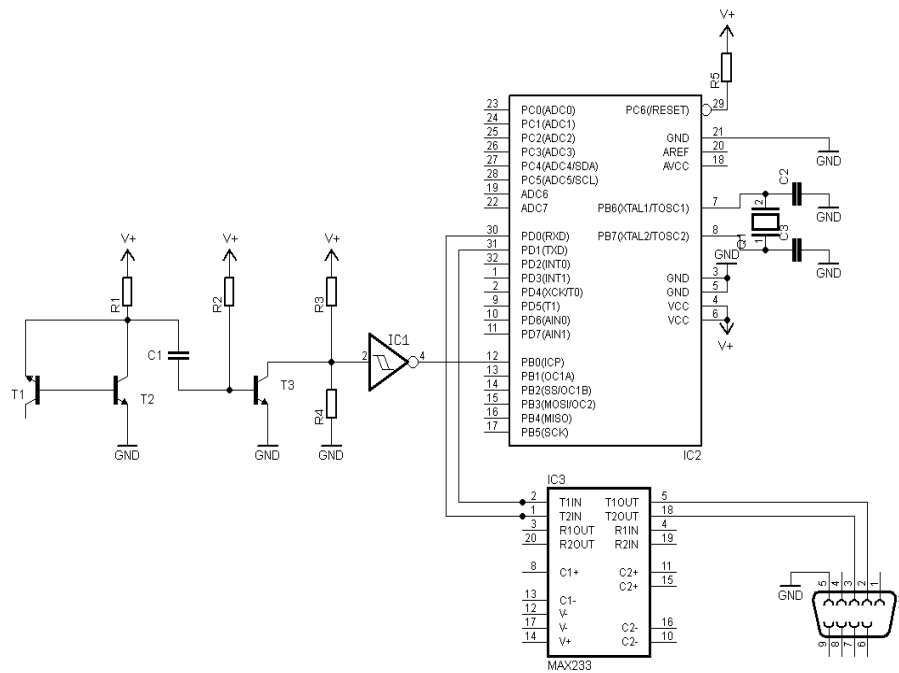 V+
R5
23 PC0(ADC0) PC6(/RESET) 29
24 PC1(ADC1)
25 PC2(ADC2) GND 21
26 PC3(ADC3) AREF 20
27 PC4(ADC4/SDA) AVCC 18
28 PC5(ADC5/SCL)
GND
19 ADC6
22 ADC7 PB6(XTAL1/TOSC1) 7
C2
GND
2
Q1
1
C3
30 PD0(RXD) PB7(XTAL2/TOSC2) 8
31 PD1(TXD)
32 PD2(INT0)
GND
GND
1 PD3(INT1) GND 3
2 PD4(XCK/T0) GND 5
9 PD5(T1) VCC 4
10 PD6(AIN0) VCC 6
11 PD7(AIN1)
V+
V+
V+
V+
R1
R2
R3
C1
IC1
2
4
12 PB0(ICP)
13 PB1(OC1A)
14 PB2(SS/OC1B)
15 PB3(MOSI/OC2)
16 PB4(MISO)
17 PB5(SCK)
IC2
T1
T2
T3
R4
GND
GND
GND
IC3
2 T1IN T1OUT 5
1 T2IN T2OUT 18
3 R1OUT R1IN 4
20 R2OUT R2IN 19
8 C1+ C2+ 11
C2+ 15
13 C1-
12 V-
17 V- C2- 16
14 V+ C2- 10
MAX233
GND
5 4 3 2 1
9 8 7 6